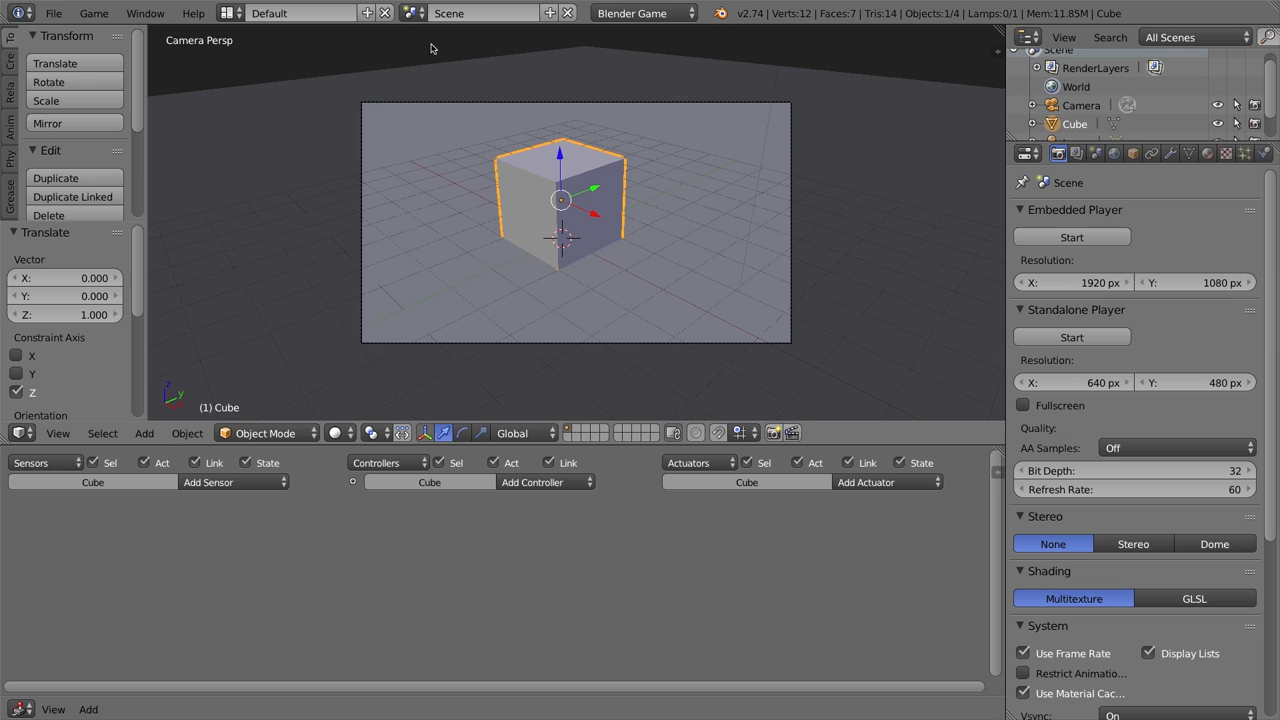 File Game Window Help Default Scene Blender Game v2.74 | Verts:12 | Faces:7 | Tris:14 | Objects:1/4 | Lamps:0/1 | Mem:11.85M | Cube
To
Cre
Rela
Anim
Phy
Grease
Transform
Translate
Rotate
Scale
Mirror
Edit
Duplicate
Duplicate Linked
Delete
Translate
Vector
X: 0.000
Y: 0.000
Z: 1.000
Constraint Axis
X
Y
Z
Orientation
Camera Persp
z
y
(1) Cube
View Select Add Object Object Mode Global
Sensors Sel Act Link State Controllers Sel Act Link Actuators Sel Act Link State
Cube Add Sensor Cube Add Controller Cube Add Actuator
View Add
View Search All Scenes
Scene
RenderLayers
World
Camera
Cube
Scene
Embedded Player
Start
Resolution:
X: 1920 px Y: 1080 px
Standalone Player
Start
Resolution:
X: 640 px Y: 480 px
Fullscreen
Quality:
AA Samples: Off
Bit Depth: 32
Refresh Rate: 60
Stereo
None Stereo Dome
Shading
Multitexture GLSL
System
Use Frame Rate Display Lists
Restrict Animatio...
Use Material Cac...
Vsync: On